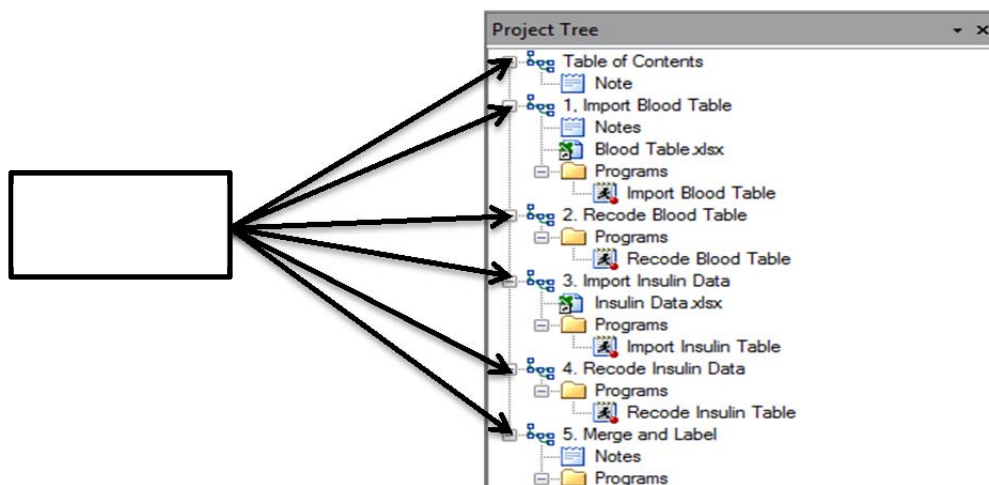 Project Tree
Table of Contents
Note
1, Import Blood Table
Notes
Blood Table.xlsx
Programs
Import Blood Table
2. Recode Blood Table
Programs
Recode Blood Table
3. Import Insulin Data
Insulin Data.xlsx
Programs
Import Insulin Table
4. Recode Insulin Data
Programs
Recode Insulin Table
5. Merge and Label
Notes
Programs